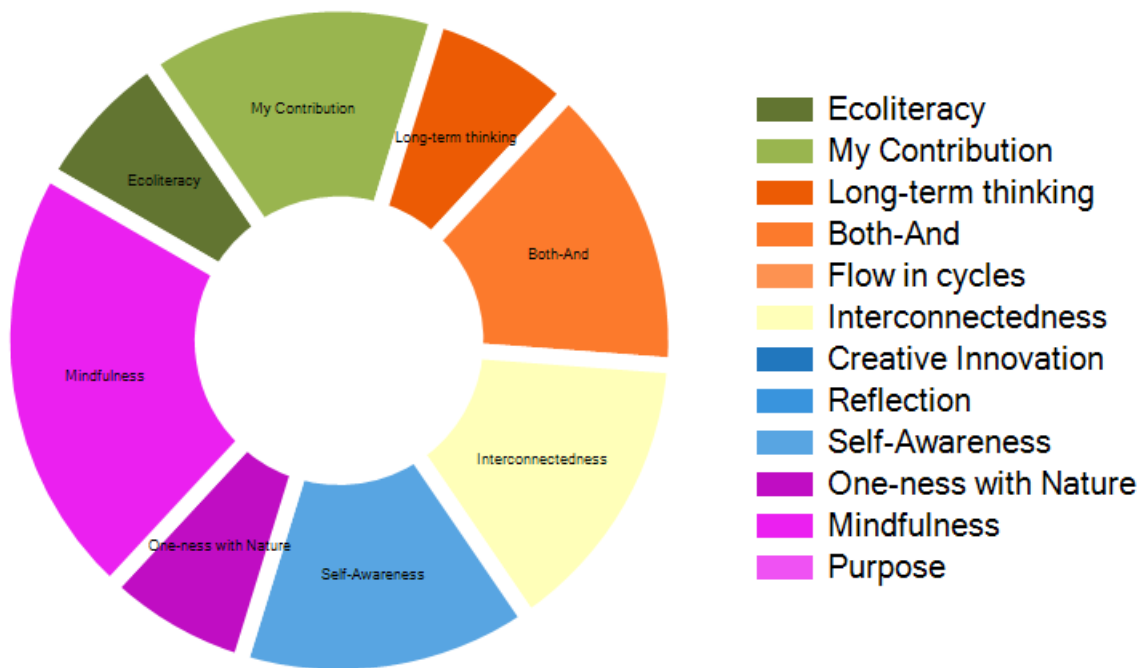 My Contribution
Long-term thinking
Ecoliteracy
Both-And
Mindfulness
Interconnectedness
One-ness with Nature
Self-Awareness
Ecoliteracy
My Contribution
Long-term thinking
Both-And
Flow in cycles
Interconnectedness
Creative Innovation
Reflection
Self-Awareness
One-ness with Nature
Mindfulness
Purpose